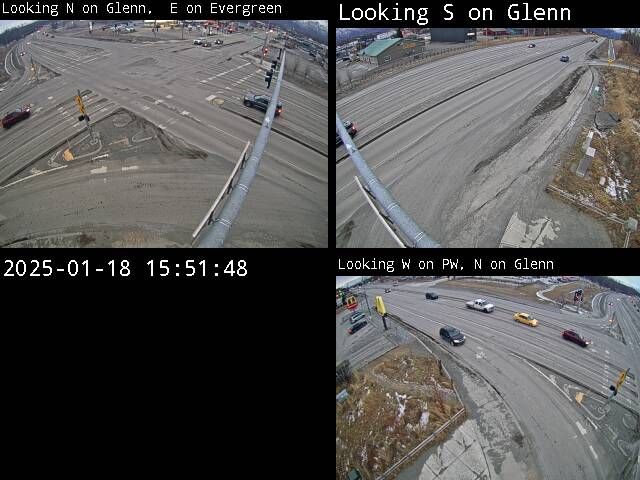 Looking N on Glenn,  E on Evergreen
Looking S on Glenn
2025-01-18 15:51:48
Looking W on PW, N on Glenn